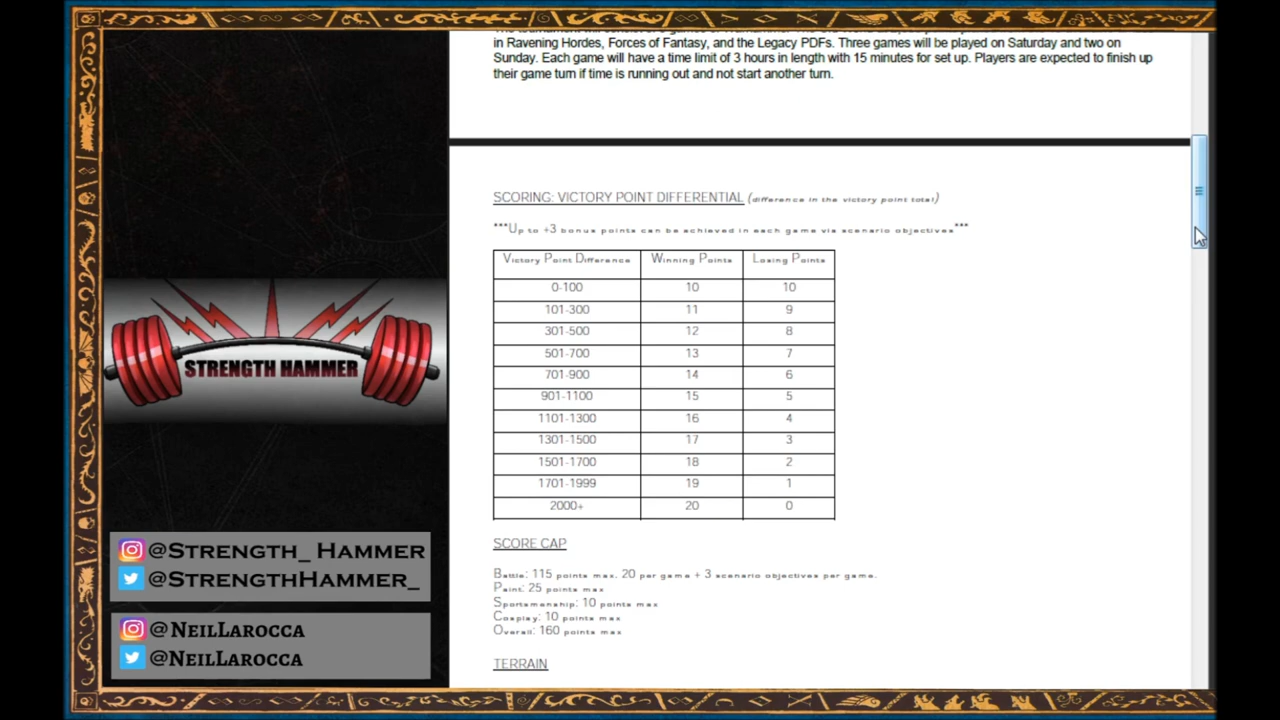 in Ravening Hordes, Forces of Fantasy, and the Legacy PDFs. Three games will be played on Saturday and two on
Sunday. Each game will have a time limit of 3 hours in length with 15 minutes for set up. Players are expected to finish up
their game turn if time is running out and not start another turn.
SCORING: VICTORY POINT DIFFERENTIAL (difference in the victory point total)
***Up to +3 bonus points can be achieved in each game via scenario objectives***
Victory Point Difference Winning Points Losing Points
0-100 10 10
101-300 11 9
301-500 12 8
501-700 13 7
701-900 14 6
901-1100 15 5
1101-1300 16 4
1301-1500 17 3
1501-1700 18 2
1701-1999 19 1
2000+ 20 0
SCORE CAP
Battle: 115 points max. 20 per game + 3 scenario objectives per game.
Paint: 25 points max
Sportsmanship: 10 points max
Cosplay: 10 points max
Overall: 160 points max
TERRAIN
STRENGTH HAMMER
@Strength_Hammer
@StrengthHammer_
@NeilLarocca
@NeilLarocca